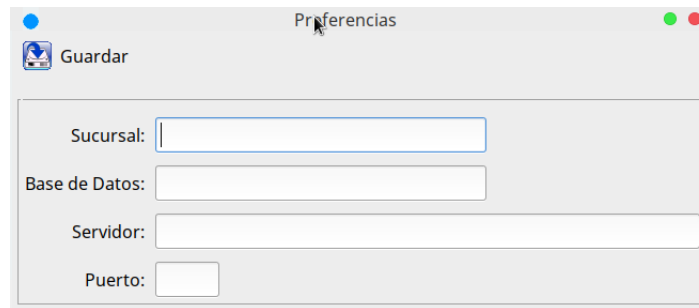 Preferencias
Guardar
Sucursal:
Base de Datos:
Servidor:
Puerto: